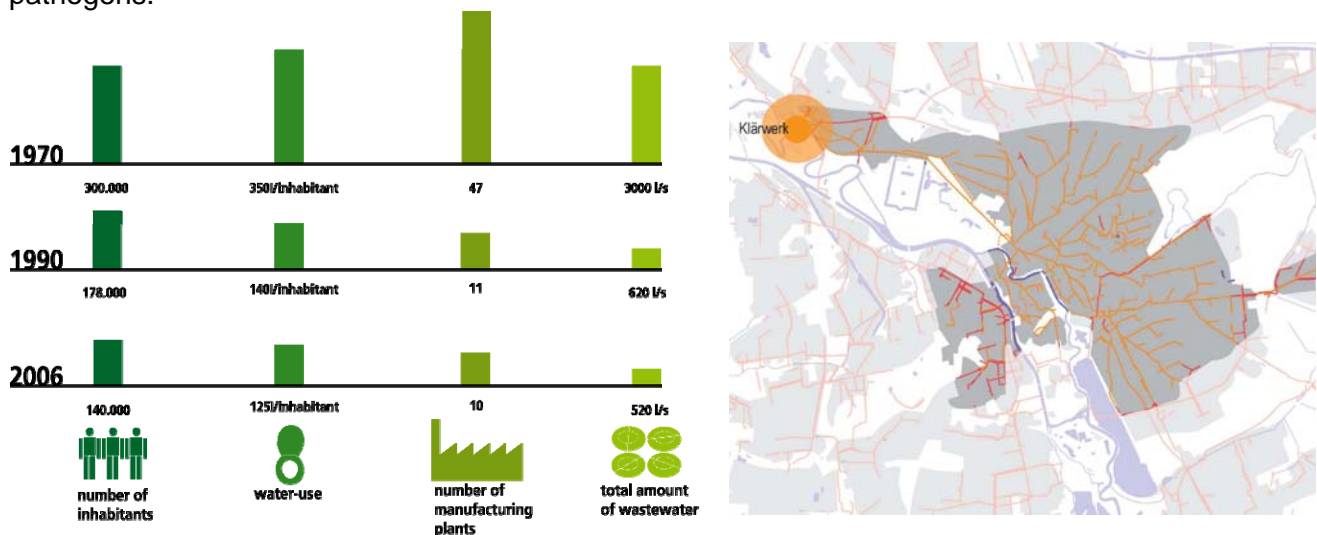 pathogens.
1970
300.000 350l/Inhabitant 47 3000 l/s
1990
178.000 140l/Inhabitant 11 620 l/s
2006
140.000 125l/Inhabitant 10 520 l/s
number of
inhabitants
water-use
number of
manufacturing
plants
total amount
of wastewater
Klärwerk